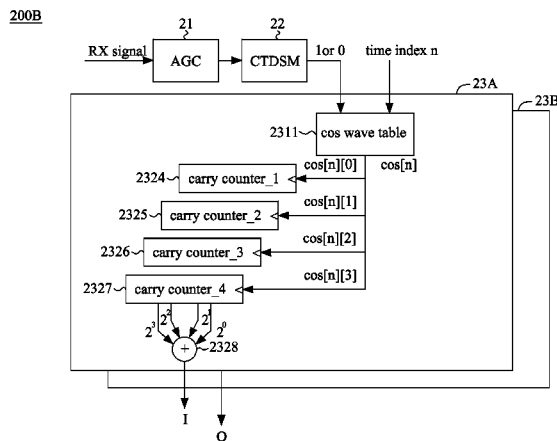 200B
21
22
RX signal
AGC
CTDSM
1or 0
time index n
23A
23B
2311
cos wave table
cos[n][0]
cos[n]
2324
carry counter_1
cos[n][1]
2325
carry counter_2
cos[n][2]
2326
carry counter_3
cos[n][3]
2327
carry counter_4
2^3
2^2
2^1
2^0
+
2328
I
Q